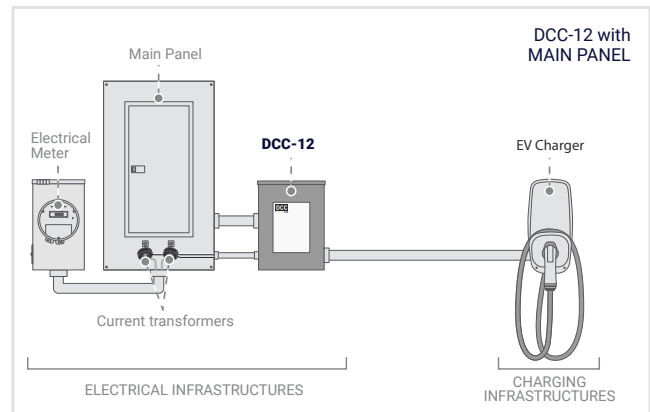 DCC-12 with
MAIN PANEL
Main Panel
Electrical
Meter
DCC-12
EV Charger
DCC
Current transformers
ELECTRICAL INFRASTRUCTURES
CHARGING
INFRASTRUCTURES